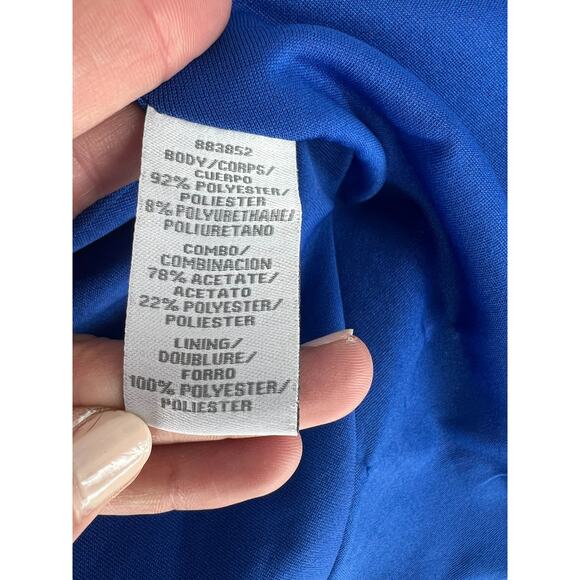 883852
BODY/CORPS/
CUERPO
92% POLYESTER/
POLIESTER
8% POLYURETHANE/
POLIURETANO
COMBO/
COMBINACION
78% ACETATE/
ACETATO
22% POLYESTER/
POLIESTER
LINING/
DOUBLURE/
FORRO
100% POLYESTER/
POLIESTER